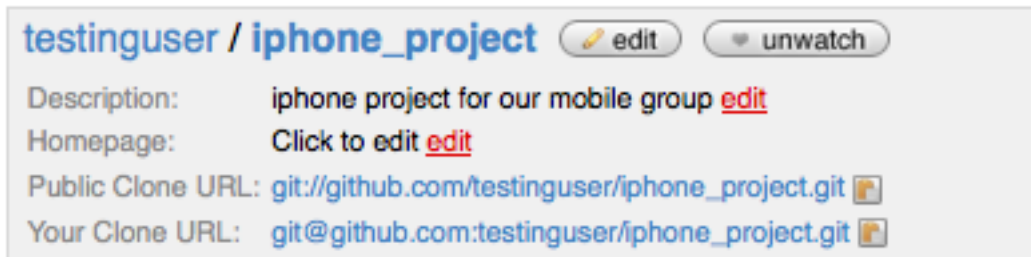 testinguser / iphone_project edit unwatch
Description: iphone project for our mobile group edit
Homepage: Click to edit edit
Public Clone URL: git://github.com/testinguser/iphone_project.git
Your Clone URL: git@github.com:testinguser/iphone_project.git